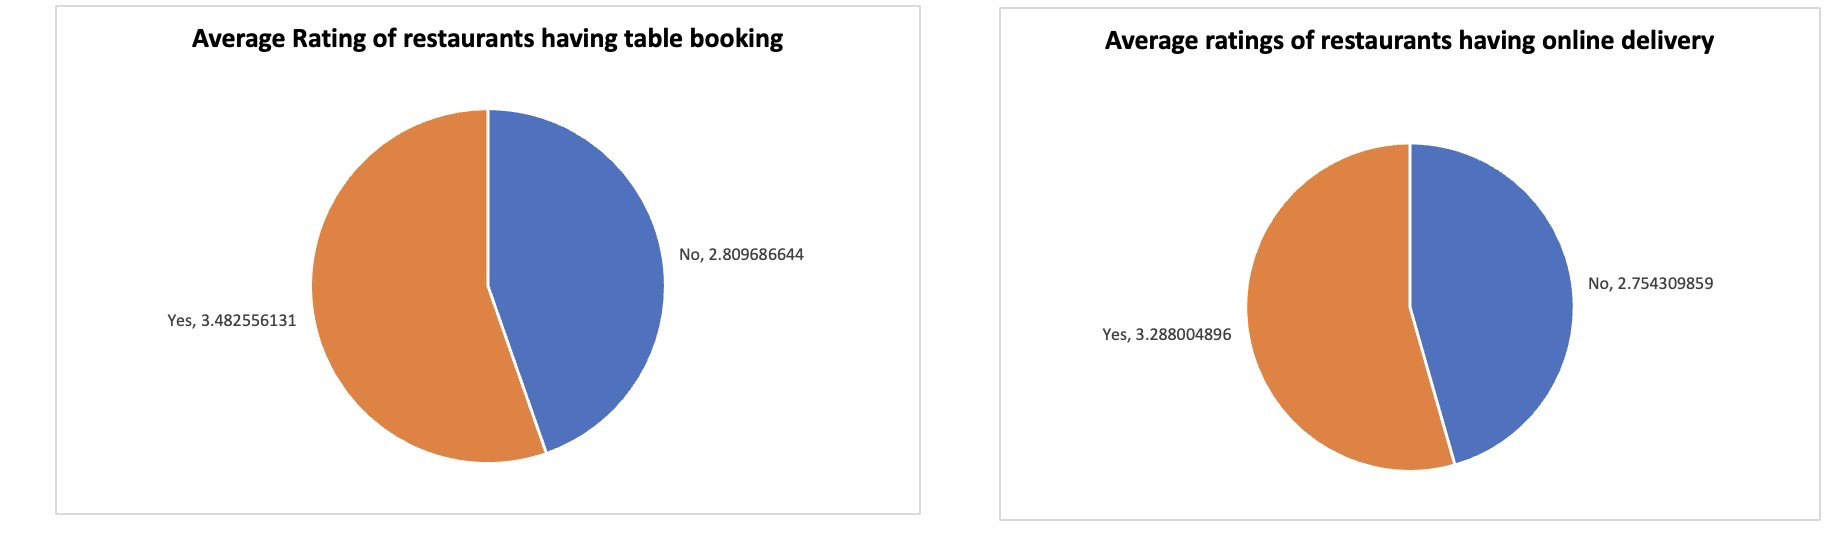 Average Rating of restaurants having table booking
No, 2.809686644
Yes, 3.482556131
Average ratings of restaurants having online delivery
No, 2.754309859
Yes, 3.288004896